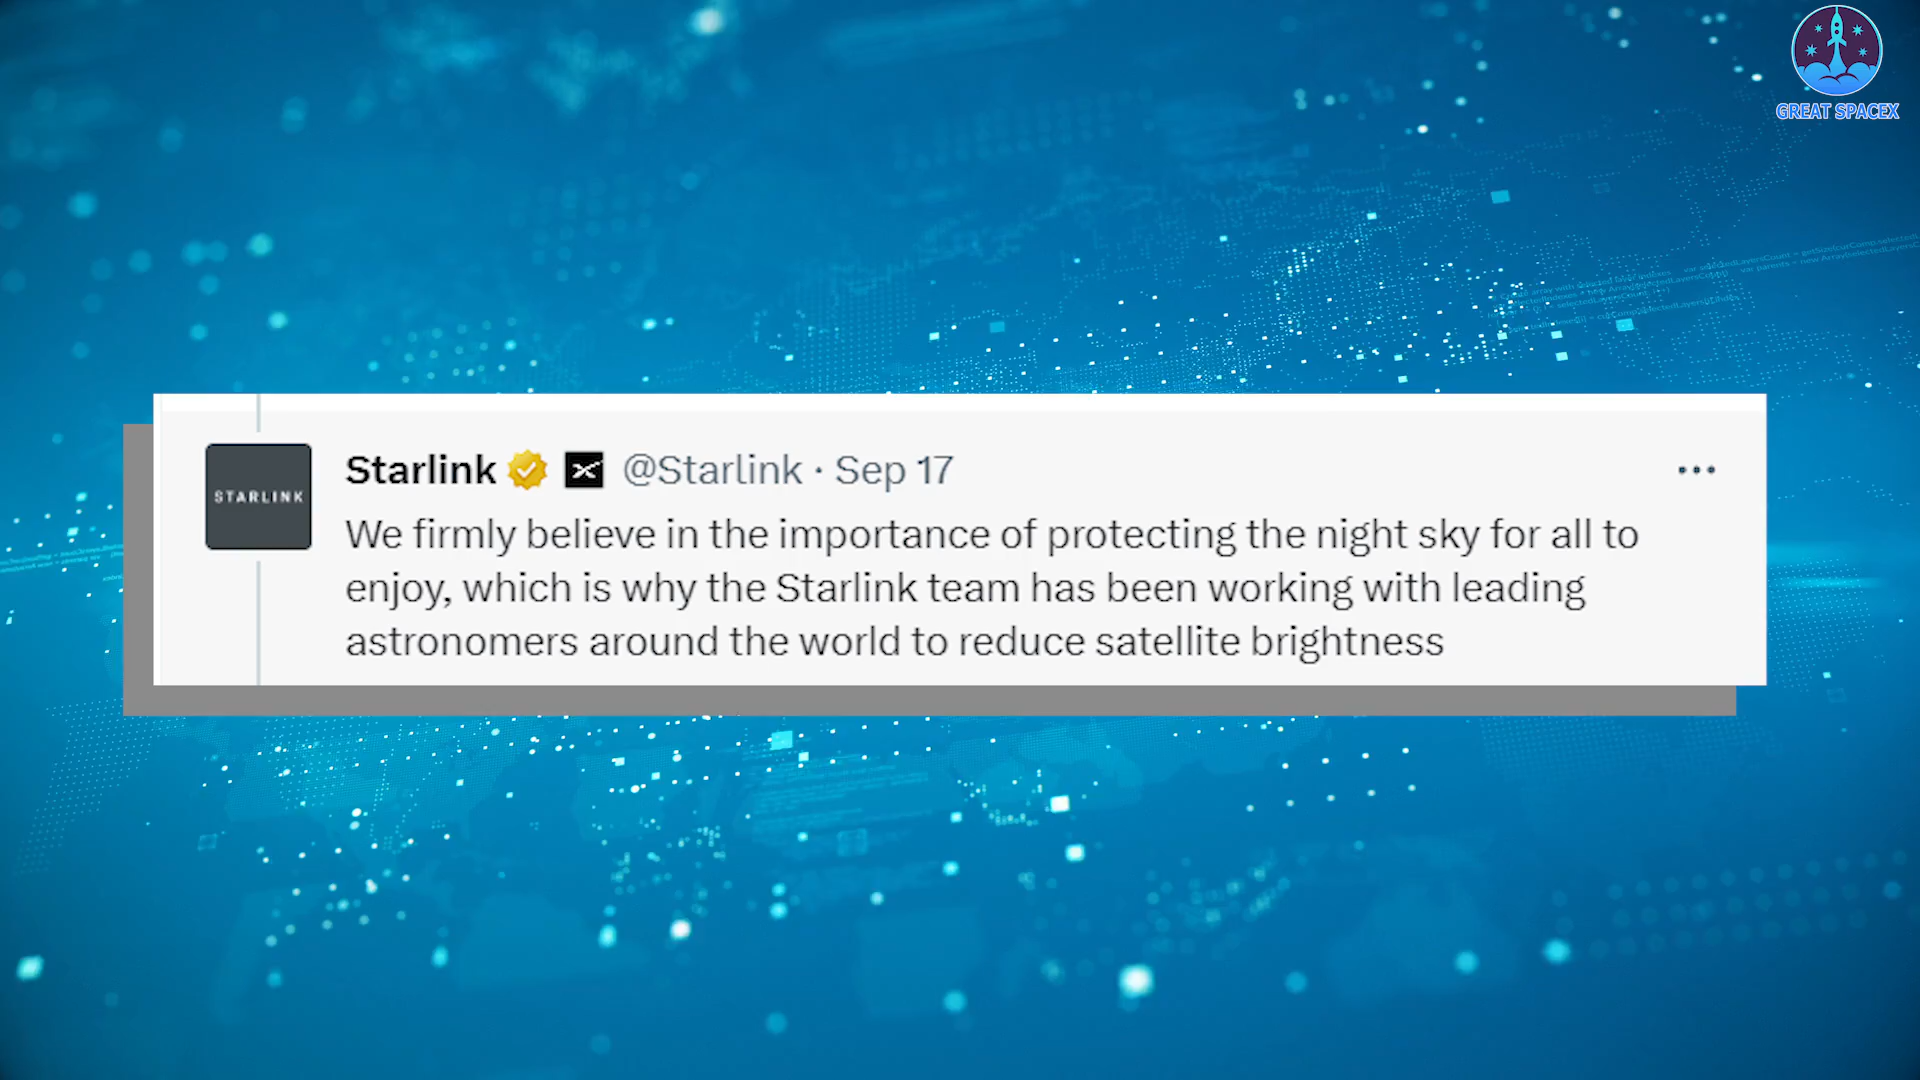 GREAT SPACEX
STARLINK
Starlink @Starlink · Sep 17
We firmly believe in the importance of protecting the night sky for all to
enjoy, which is why the Starlink team has been working with leading
astronomers around the world to reduce satellite brightness